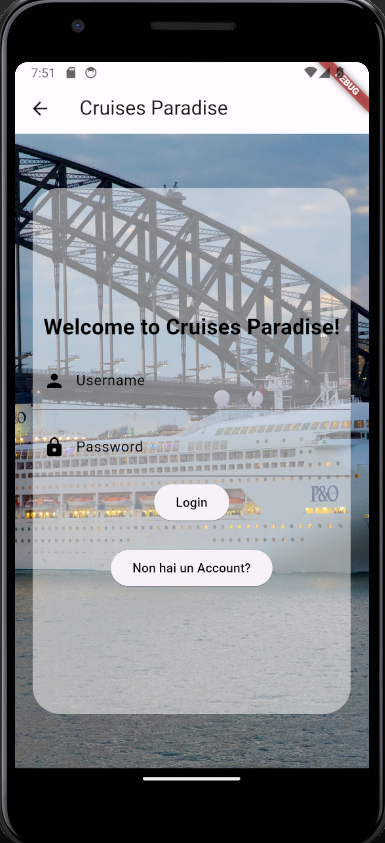 7:51
DEBUG
Cruises Paradise
Welcome to Cruises Paradise!
Username
Password
P&O
Login
Non hai un Account?